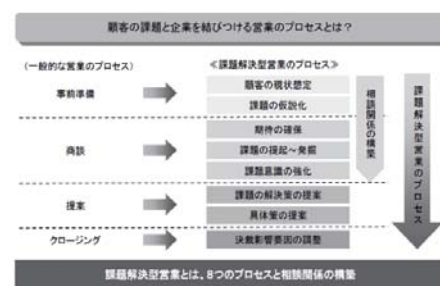 顧客の課題と企業を結びつける営業のプロセスとは？
（一般的な営業のプロセス）
≪課題解決型営業のプロセス≫
事前準備
顧客の現状想定
課題の仮説化
商談
期待の確保
課題の提起～発掘
課題意識の強化
提案
課題の解決策の提案
具体策の提案
クロージング
決裁影響要因の調整
相談関係の構築
課題解決型営業のプロセス
課題解決型営業とは、8つのプロセスと相談関係の構築